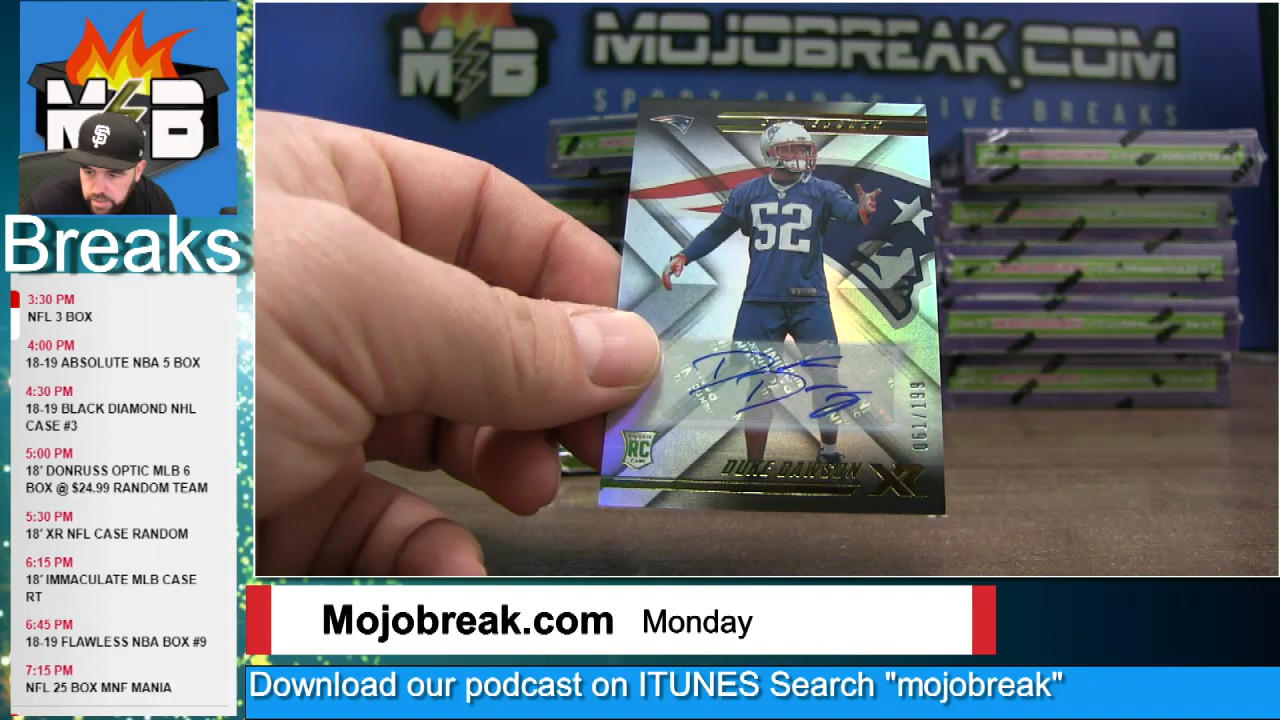 M B
SF
Breaks
3:30 PM
NFL 3 BOX
4:00 PM
18-19 ABSOLUTE NBA 5 BOX
4:30 PM
18-19 BLACK DIAMOND NHL
CASE #3
5:00 PM
18' DONRUSS OPTIC MLB 6
BOX @ $24.99 RANDOM TEAM
5:30 PM
18' XR NFL CASE RANDOM
6:15 PM
18' IMMACULATE MLB CASE
RT
6:45 PM
18-19 FLAWLESS NBA BOX #9
7:15 PM
NFL 25 BOX MNF MANIA
M B
MOJOBREAK.COM
SPORT CARDS LIVE BREAKS
52
061/199
RC
DUKE DAWSON XR
Mojobreak.com Monday
Download our podcast on ITUNES Search "mojobreak"